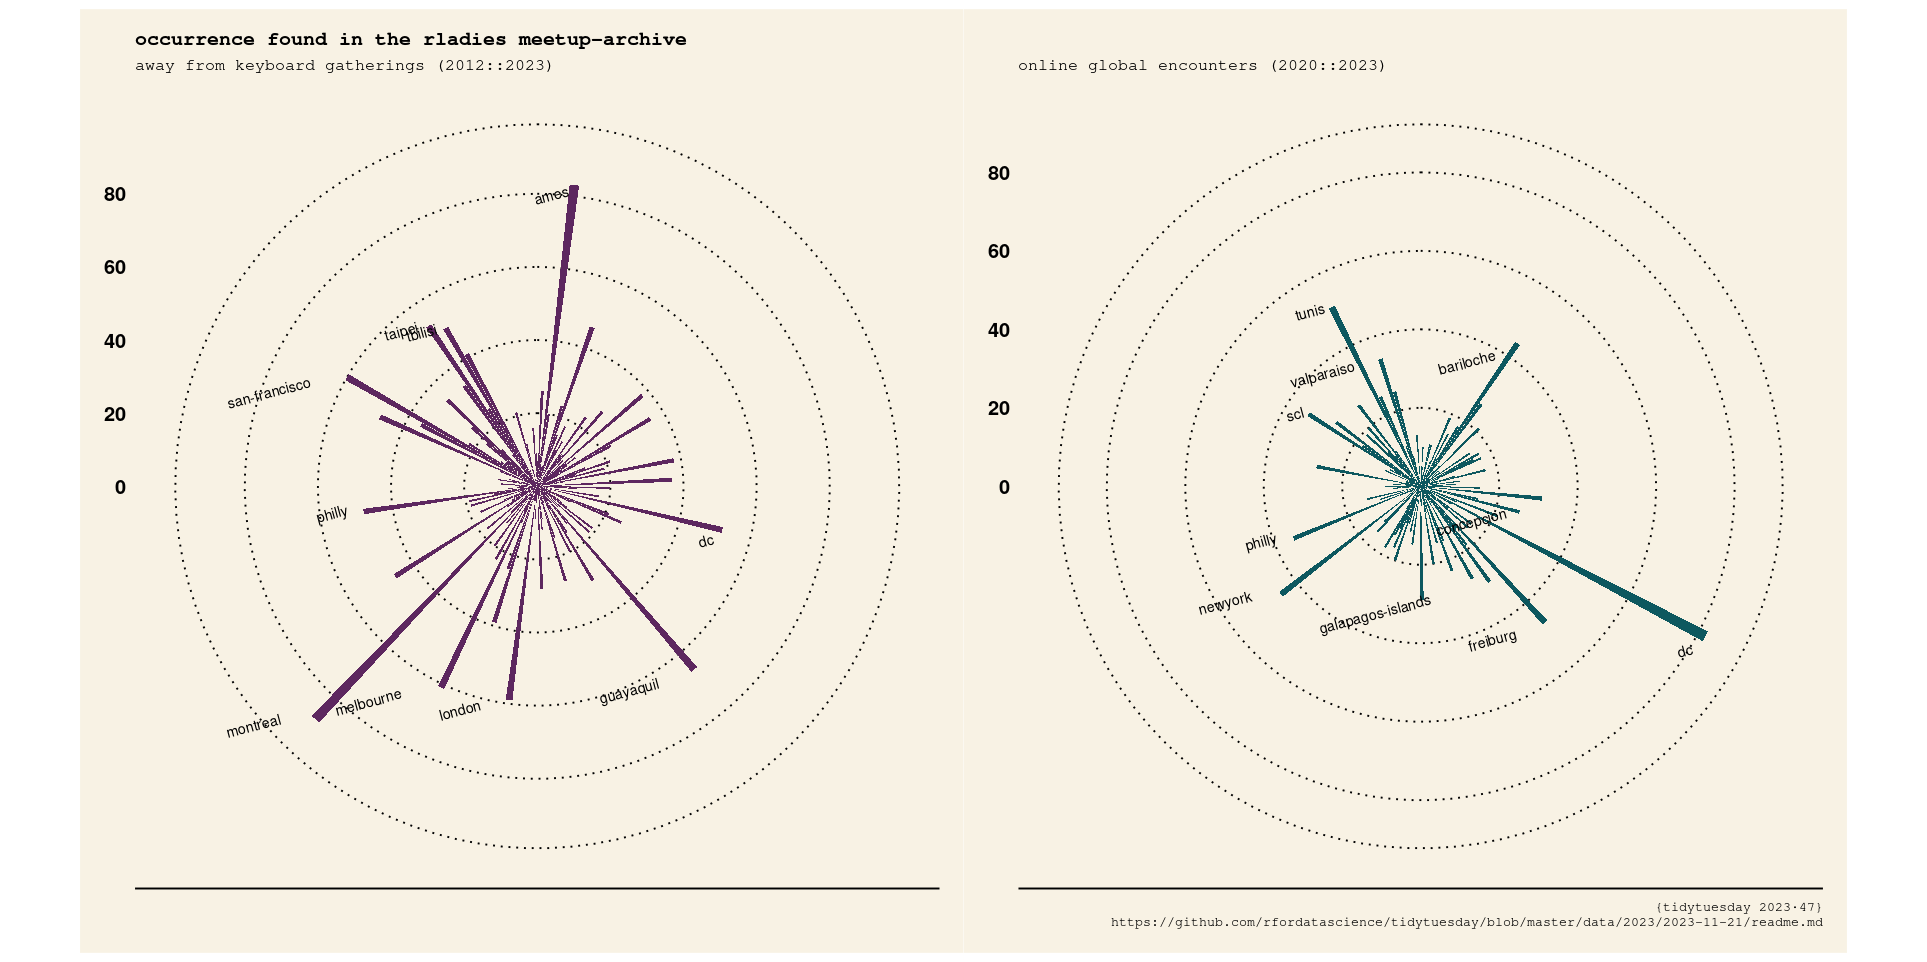 occurrence found in the rladies meetup-archive
away from keyboard gatherings (2012::2023)
80
60
40
20
0
ames
taipei
tbilisi
san-francisco
philly
dc
guayaquil
melbourne
london
montreal
online global encounters (2020::2023)
80
60
40
20
0
tunis
bariloche
valparaiso
scl
concepción
philly
newyork
galapagos-islands
freiburg
dc
{tidytuesday 2023·47}
https://github.com/rfordatascience/tidytuesday/blob/master/data/2023/2023-11-21/readme.md